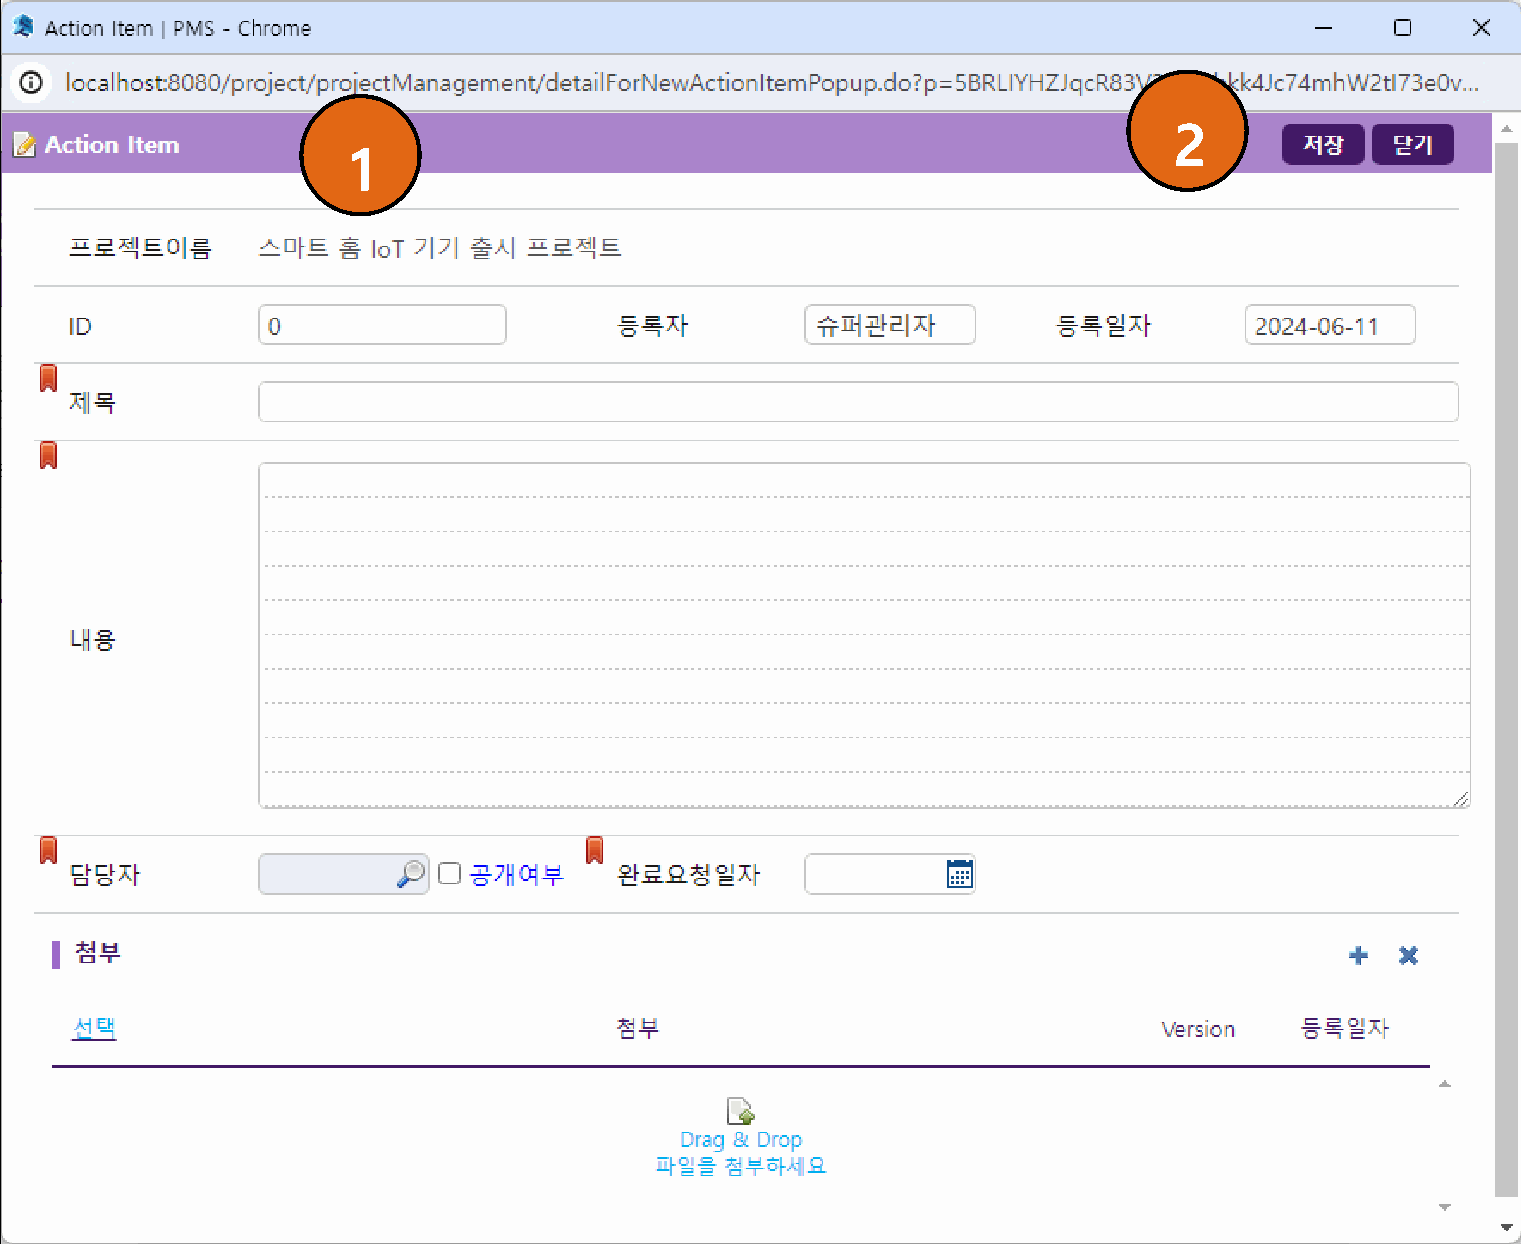 Action Item | PMS - Chrome
localhost:8080/project/projectManagement/detailForNewActionItemPopup.do?p=5BRLIYHZJqcR83V
Action Item
1
2
저장 닫기
프로젝트이름 스마트 홈 IoT 기기 출시 프로젝트
ID 0 등록자 슈퍼관리자 등록일자 2024-06-11
제목
내용
담당자 공개여부 완료요청일자
첨부
선택 첨부 Version 등록일자
Drag & Drop
파일을 첨부하세요